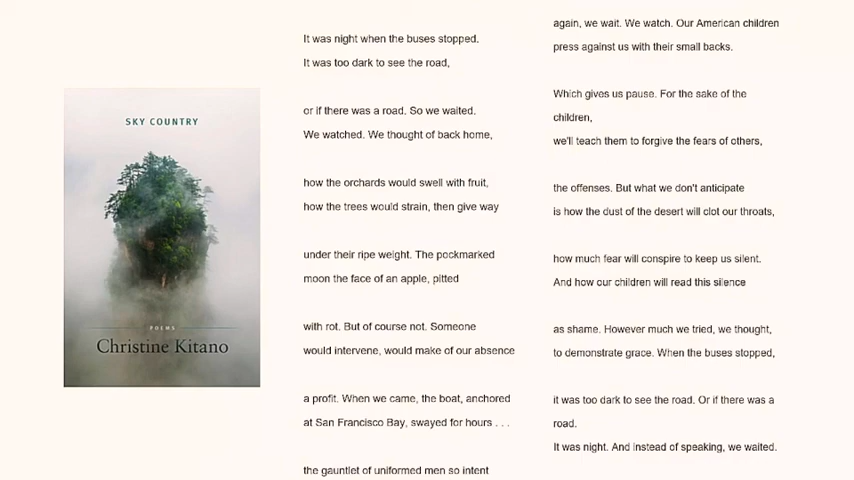 SKY COUNTRY
POEMS
Christine Kitano
It was night when the buses stopped.
It was too dark to see the road,
or if there was a road. So we waited.
We watched. We thought of back home,
how the orchards would swell with fruit,
how the trees would strain, then give way
under their ripe weight. The pockmarked
moon the face of an apple, pitted
with rot. But of course not. Someone
would intervene, would make of our absence
a profit. When we came, the boat, anchored
at San Francisco Bay, swayed for hours . . .
the gauntlet of uniformed men so intent
again, we wait. We watch. Our American children
press against us with their small backs.
Which gives us pause. For the sake of the
children,
we'll teach them to forgive the fears of others,
the offenses. But what we don't anticipate
is how the dust of the desert will clot our throats,
how much fear will conspire to keep us silent.
And how our children will read this silence
as shame. However much we tried, we thought,
to demonstrate grace. When the buses stopped,
it was too dark to see the road. Or if there was a
road.
It was night. And instead of speaking, we waited.